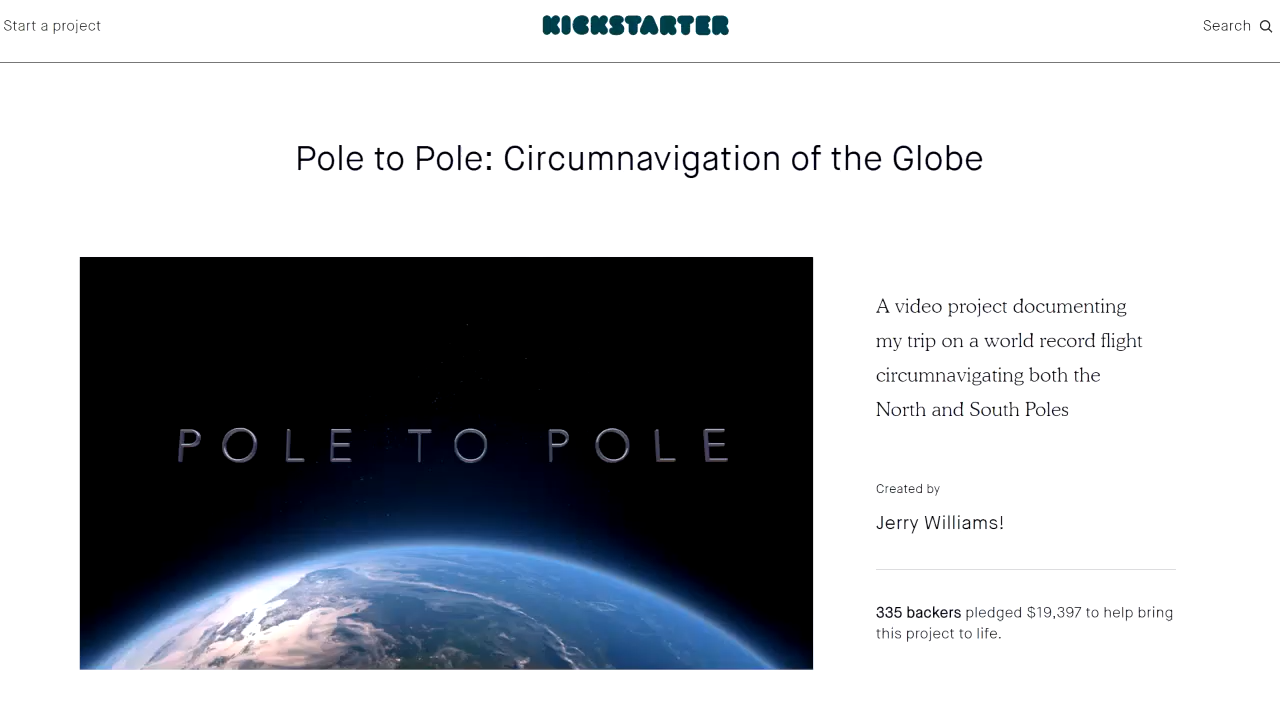 Start a project
KICKSTARTER
Search
Pole to Pole: Circumnavigation of the Globe
POLE TO POLE
A video project documenting
my trip on a world record flight
circumnavigating both the
North and South Poles
Created by
Jerry Williams!
335 backers pledged $19,397 to help bring
this project to life.